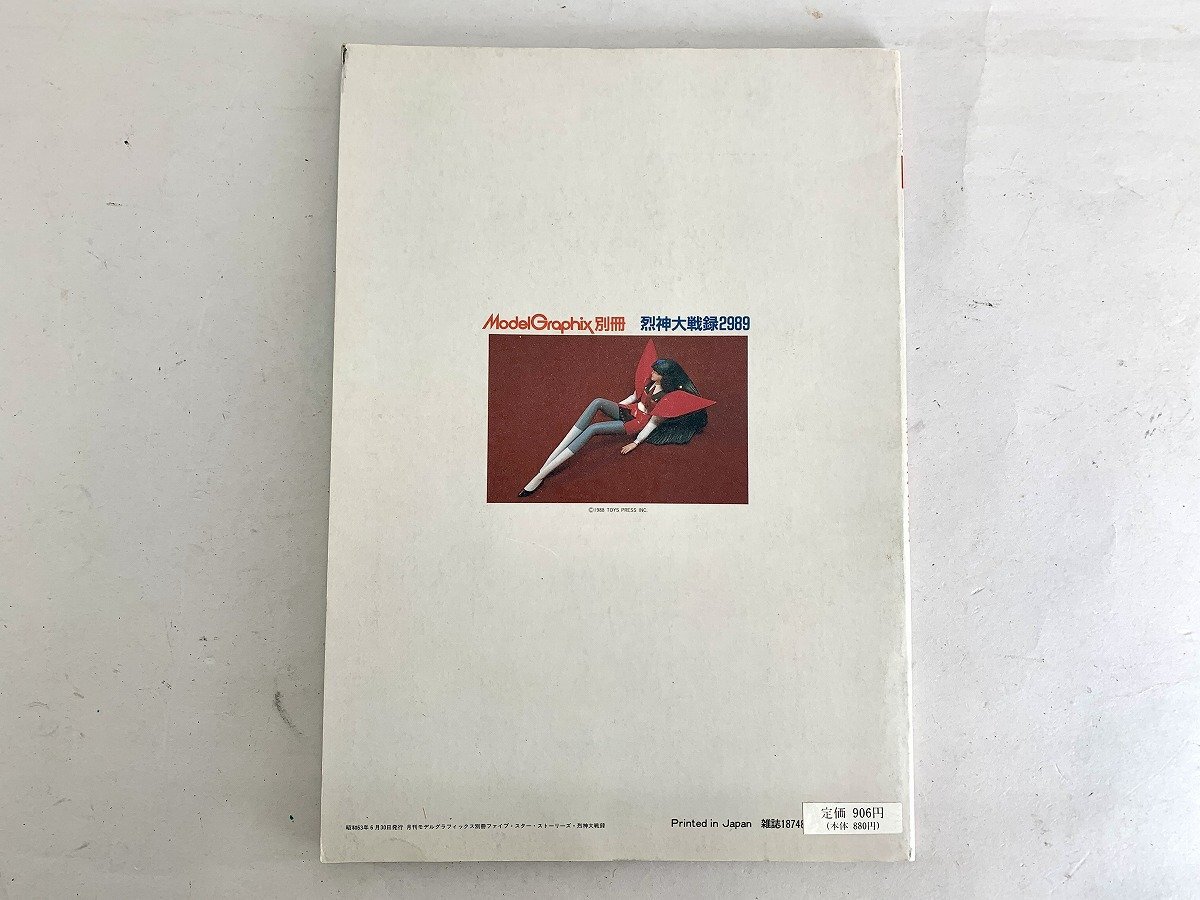 ModelGraphix別冊 烈神大戦録2989
©1988 TOYS PRESS INC.
昭和63年6月30日発行 月刊モデルグラフィックス別冊ファイブ・スター・ストーリーズ・烈神大戦録
Printed in Japan 雑誌18748
定価 906円
(本体 880円)